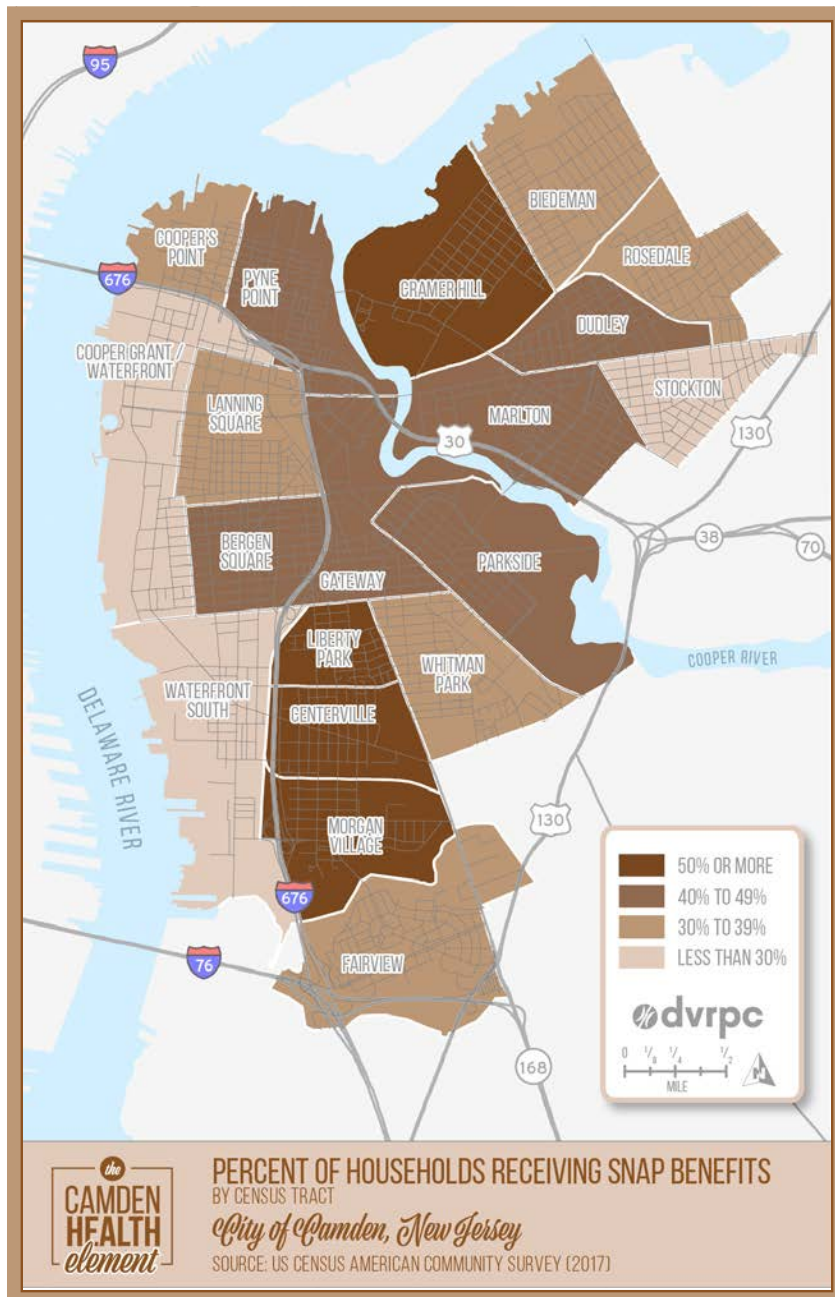 95
BIEDEMAN
COOPER'S
POINT
ROSEDALE
676
PYNE
POINT
CRAMER HILL
DUDLEY
COOPER GRANT /
WATERFRONT
STOCKTON
LANNING
SQUARE
MARLTON
130
30
38
70
BERGEN
SQUARE
PARKSIDE
GATEWAY
LIBERTY
PARK
WHITMAN
PARK
COOPER RIVER
WATERFRONT
SOUTH
CENTERVILLE
DELAWARE RIVER
MORGAN
VILLAGE
130
676
76
FAIRVIEW
168
50% OR MORE
40% TO 49%
30% TO 39%
LESS THAN 30%
dvrpc
0 1/8 1/4 1/2
MILE
N
the
CAMDEN
HEALTH
element
PERCENT OF HOUSEHOLDS RECEIVING SNAP BENEFITS
BY CENSUS TRACT
City of Camden, New Jersey
SOURCE: US CENSUS AMERICAN COMMUNITY SURVEY (2017)